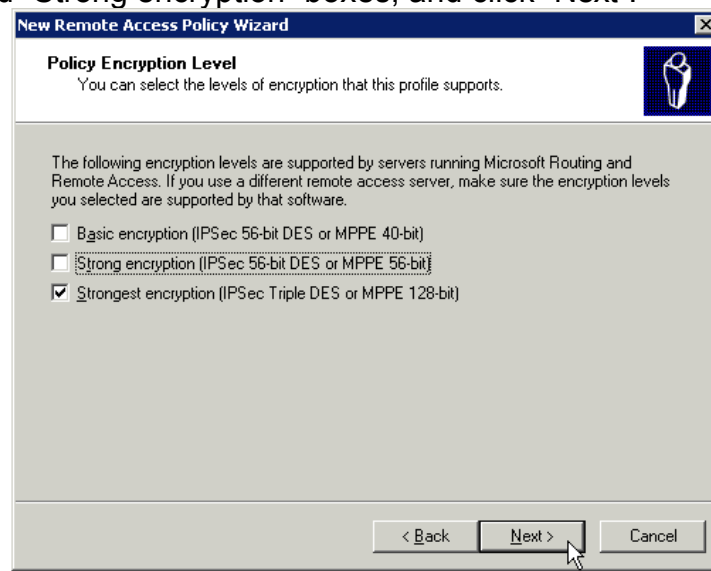 Strong encryption" boxes, and click "Next".
New Remote Access Policy Wizard
Policy Encryption Level
You can select the levels of encryption that this profile supports.
The following encryption levels are supported by servers running Microsoft Routing and
Remote Access. If you use a different remote access server, make sure the encryption levels
you selected are supported by that software.
Basic encryption (IPSec 56-bit DES or MPPE 40-bit)
Strong encryption (IPSec 56-bit DES or MPPE 56-bit)
Strongest encryption (IPSec Triple DES or MPPE 128-bit)
< Back Next > Cancel